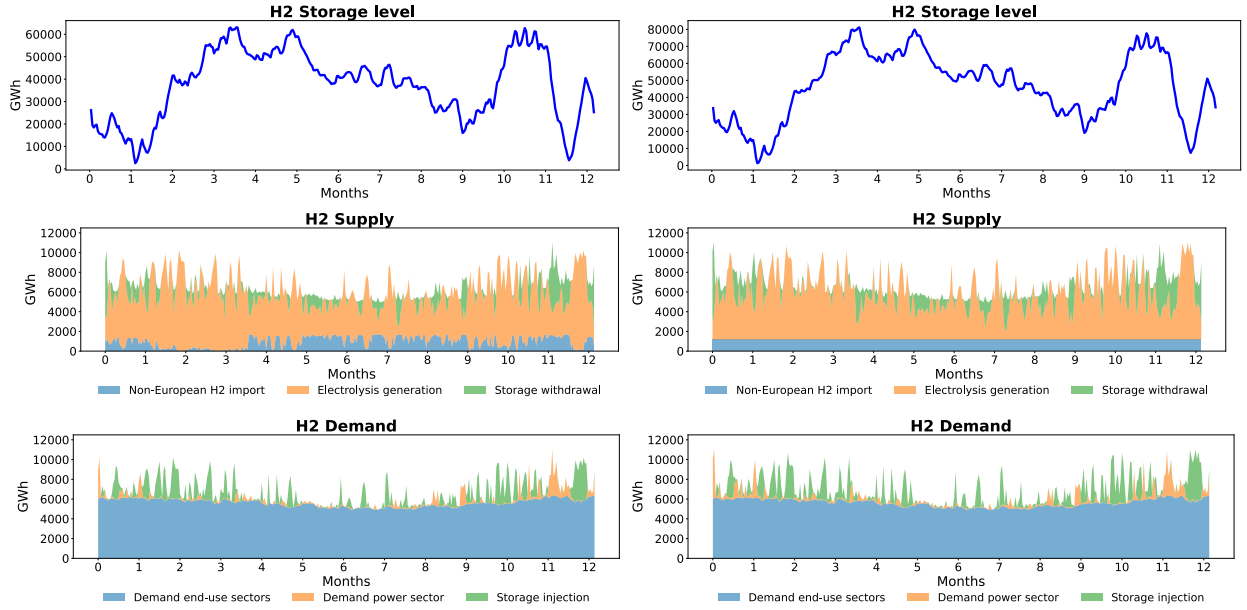 H2 Storage level
60000
50000
40000
30000
20000
10000
0
GWh
0 1 2 3 4 5 6 7 8 9 10 11 12
Months
H2 Supply
12000
10000
8000
6000
4000
2000
0
GWh
0 1 2 3 4 5 6 7 8 9 10 11 12
Months
Non-European H2 import Electrolysis generation Storage withdrawal
H2 Demand
12000
10000
8000
6000
4000
2000
0
GWh
0 1 2 3 4 5 6 7 8 9 10 11 12
Months
Demand end-use sectors Demand power sector Storage injection
H2 Storage level
80000
70000
60000
50000
40000
30000
20000
10000
0
GWh
0 1 2 3 4 5 6 7 8 9 10 11 12
Months
H2 Supply
12000
10000
8000
6000
4000
2000
0
GWh
0 1 2 3 4 5 6 7 8 9 10 11 12
Months
Non-European H2 import Electrolysis generation Storage withdrawal
H2 Demand
12000
10000
8000
6000
4000
2000
0
GWh
0 1 2 3 4 5 6 7 8 9 10 11 12
Months
Demand end-use sectors Demand power sector Storage injection